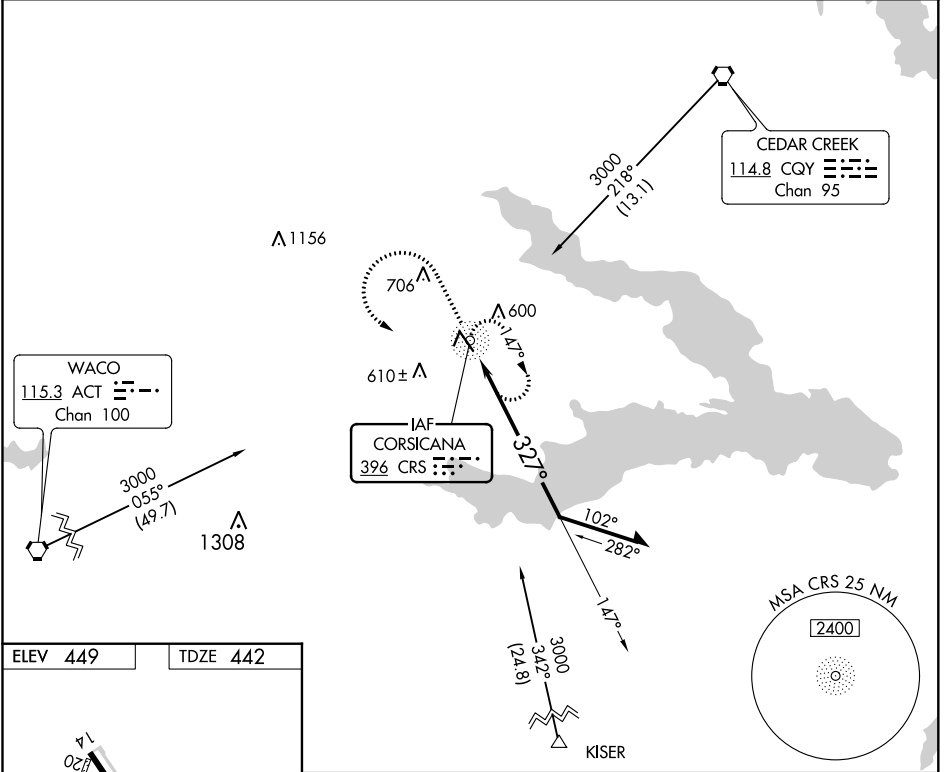 CEDAR CREEK
114.8 CQY
Chan 95
3000
218°
(13.1)
1156
706
600
147°
610±
WACO
115.3 ACT
Chan 100
IAF
CORSICANA
396 CRS
327°
3000
055°
(49.7)
1308
102°
282°
147°
MSA CRS 25 NM
2400
3000
342°
(24.8)
KISER
ELEV 449
TDZE 442
14